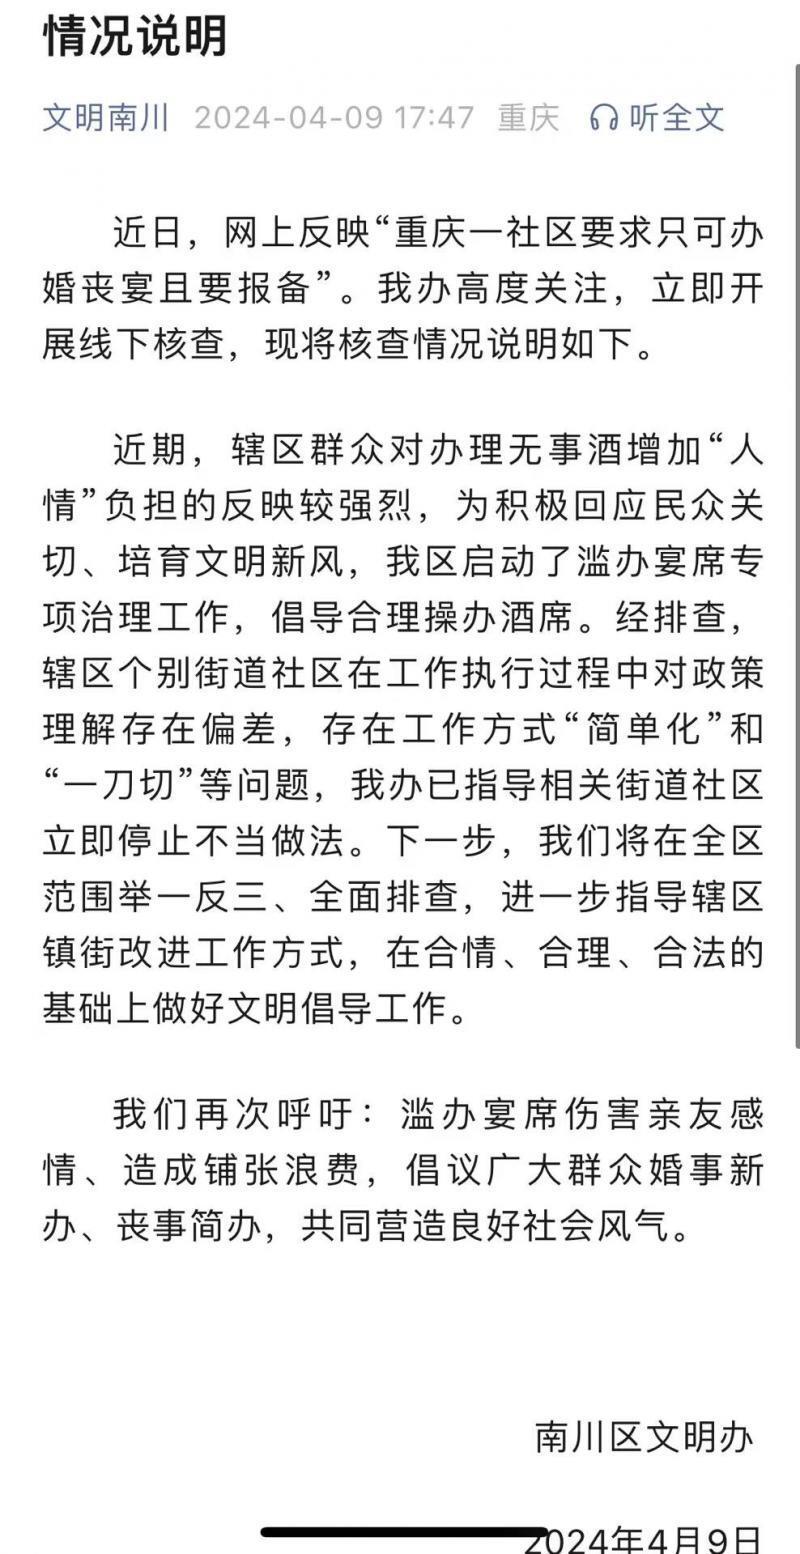 情况说明
文明南川 2024-04-09 17:47 重庆 听全文
近日，网上反映“重庆一社区要求只可办
婚丧宴且要报备”。我办高度关注，立即开
展线下核查，现将核查情况说明如下。
近期，辖区群众对办理无事酒增加“人
情”负担的反映较强烈，为积极回应民众关
切、培育文明新风，我区启动了滥办宴席专
项治理工作，倡导合理操办酒席。经排查，
辖区个别街道社区在工作执行过程中对政策
理解存在偏差，存在工作方式“简单化”和
“一刀切”等问题，我办已指导相关街道社区
立即停止不当做法。下一步，我们将在全区
范围举一反三、全面排查，进一步指导辖区
镇街改进工作方式，在合情、合理、合法的
基础上做好文明倡导工作。
我们再次呼吁：滥办宴席伤害亲友感
情、造成铺张浪费，倡议广大群众婚事新
办、丧事简办，共同营造良好社会风气。
南川区文明办
2024年4月9日